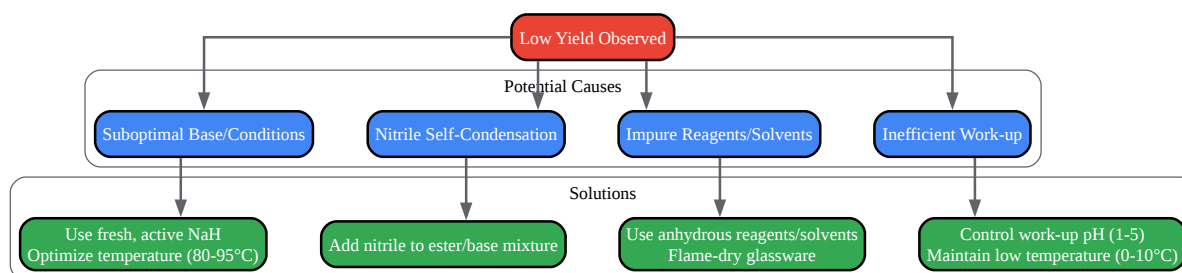 Low Yield Observed
Potential Causes
Suboptimal Base/Conditions
Nitrile Self-Condensation
Impure Reagents/Solvents
Inefficient Work-up
Solutions
Use fresh, active NaH
Optimize temperature (80-95°C)
Add nitrile to ester/base mixture
Use anhydrous reagents/solvents
Flame-dry glassware
Control work-up pH (1-5)
Maintain low temperature (0-10°C)